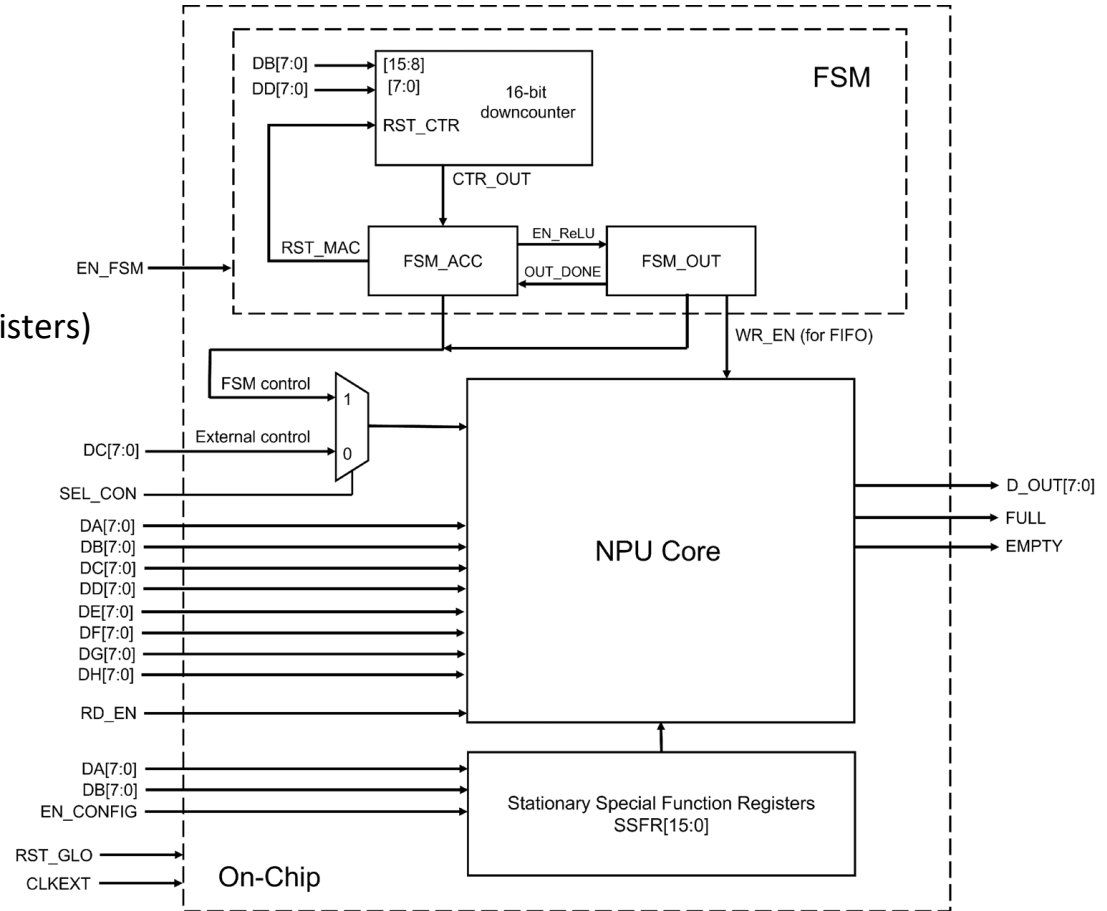 DB[7:0]
DD[7:0]
[15:8]
[7:0]
16-bit
downcounter
RST_CTR
FSM
CTR_OUT
RST_MAC
FSM_ACC
EN_ReLU
OUT_DONE
FSM_OUT
EN_FSM
isters)
WR_EN (for FIFO)
FSM control
1
External control
0
DC[7:0]
SEL_CON
DA[7:0]
DB[7:0]
DC[7:0]
DD[7:0]
DE[7:0]
DF[7:0]
DG[7:0]
DH[7:0]
RD_EN
NPU Core
D_OUT[7:0]
FULL
EMPTY
DA[7:0]
DB[7:0]
EN_CONFIG
Stationary Special Function Registers
SSFR[15:0]
RST_GLO
CLKEXT
On-Chip